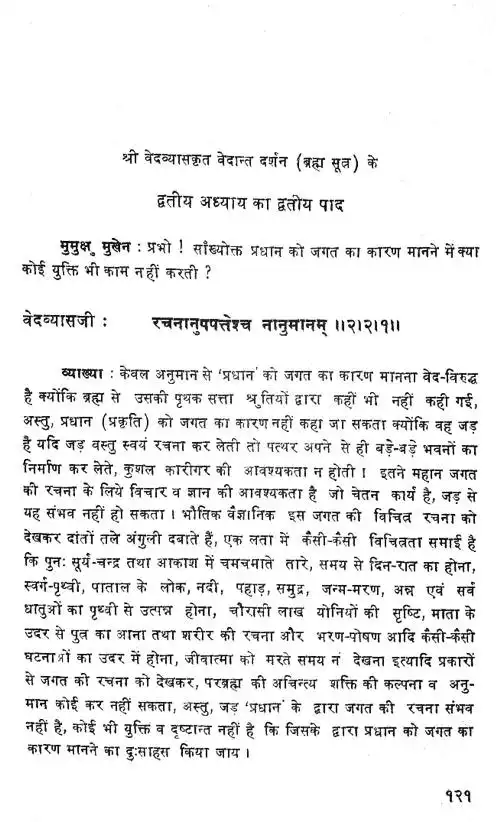 श्री वेदव्यासकृत वेदान्त दर्शन (ब्रह्म सूत्र) के
द्वतीय अध्याय का द्वतीय पाद
मुमुक्षु मुखेन : प्रभो ! साँख्योक्त प्रधान को जगत का कारण मानने में क्या
कोई युक्ति भी काम नहीं करती ?
वेदव्यासजी : रचनानुपपत्तेश्च नानुमानम् ॥२।२।१॥
व्याख्या : केवल अनुमान से 'प्रधान' को जगत का कारण मानना वेद-विरुद्ध
है क्योंकि ब्रह्म से उसकी पृथक सत्ता श्रुतियों द्वारा कहीं भी नहीं कही गई,
अस्तु, प्रधान (प्रकृति) को जगत का कारण नहीं कहा जा सकता क्योंकि वह जड़
है यदि जड़ वस्तु स्वयं रचना कर लेती तो पत्थर अपने से ही बड़े-बड़े भवनों का
निर्माण कर लेते, कुशल कारीगर की आवश्यकता न होती ! इतने महान जगत
की रचना के लिये विचार व ज्ञान की आवश्यकता है जो चेतन कार्य है, जड़ से
यह संभव नहीं हो सकता । भौतिक वैज्ञानिक इस जगत की विचित्र रचना को
देखकर दांतों तले अंगुली दबाते हैं, एक लता में कैसी-कैसी विचित्रता समाई है
कि पुनः सूर्य-चन्द्र तथा आकाश में चमचमाते तारे, समय से दिन-रात का होना,
स्वर्ग-पृथ्वी, पाताल के लोक, नदी, पहाड़, समुद्र, जन्म-मरण, अन्न एवं सर्व
धातुओं का पृथ्वी से उत्पन्न होना, चौरासी लाख योनियों की सृष्टि, माता के
उदर से पुत्र का आना तथा शरीर की रचना और भरण-पोषण आदि कैसी-कैसी
घटनाओं का उदर में होना, जीवात्मा को मरते समय न देखना इत्यादि प्रकारों
से जगत की रचना को देखकर, परब्रह्म की अचिन्त्य शक्ति की कल्पना व अनु-
मान कोई कर नहीं सकता, अस्तु, जड़ 'प्रधान' के द्वारा जगत की रचना संभव
नहीं है, कोई भी युक्ति व दृष्टान्त नहीं है कि जिसके द्वारा प्रधान को जगत का
कारण मानने का दुःसाहस किया जाय ।
१२१